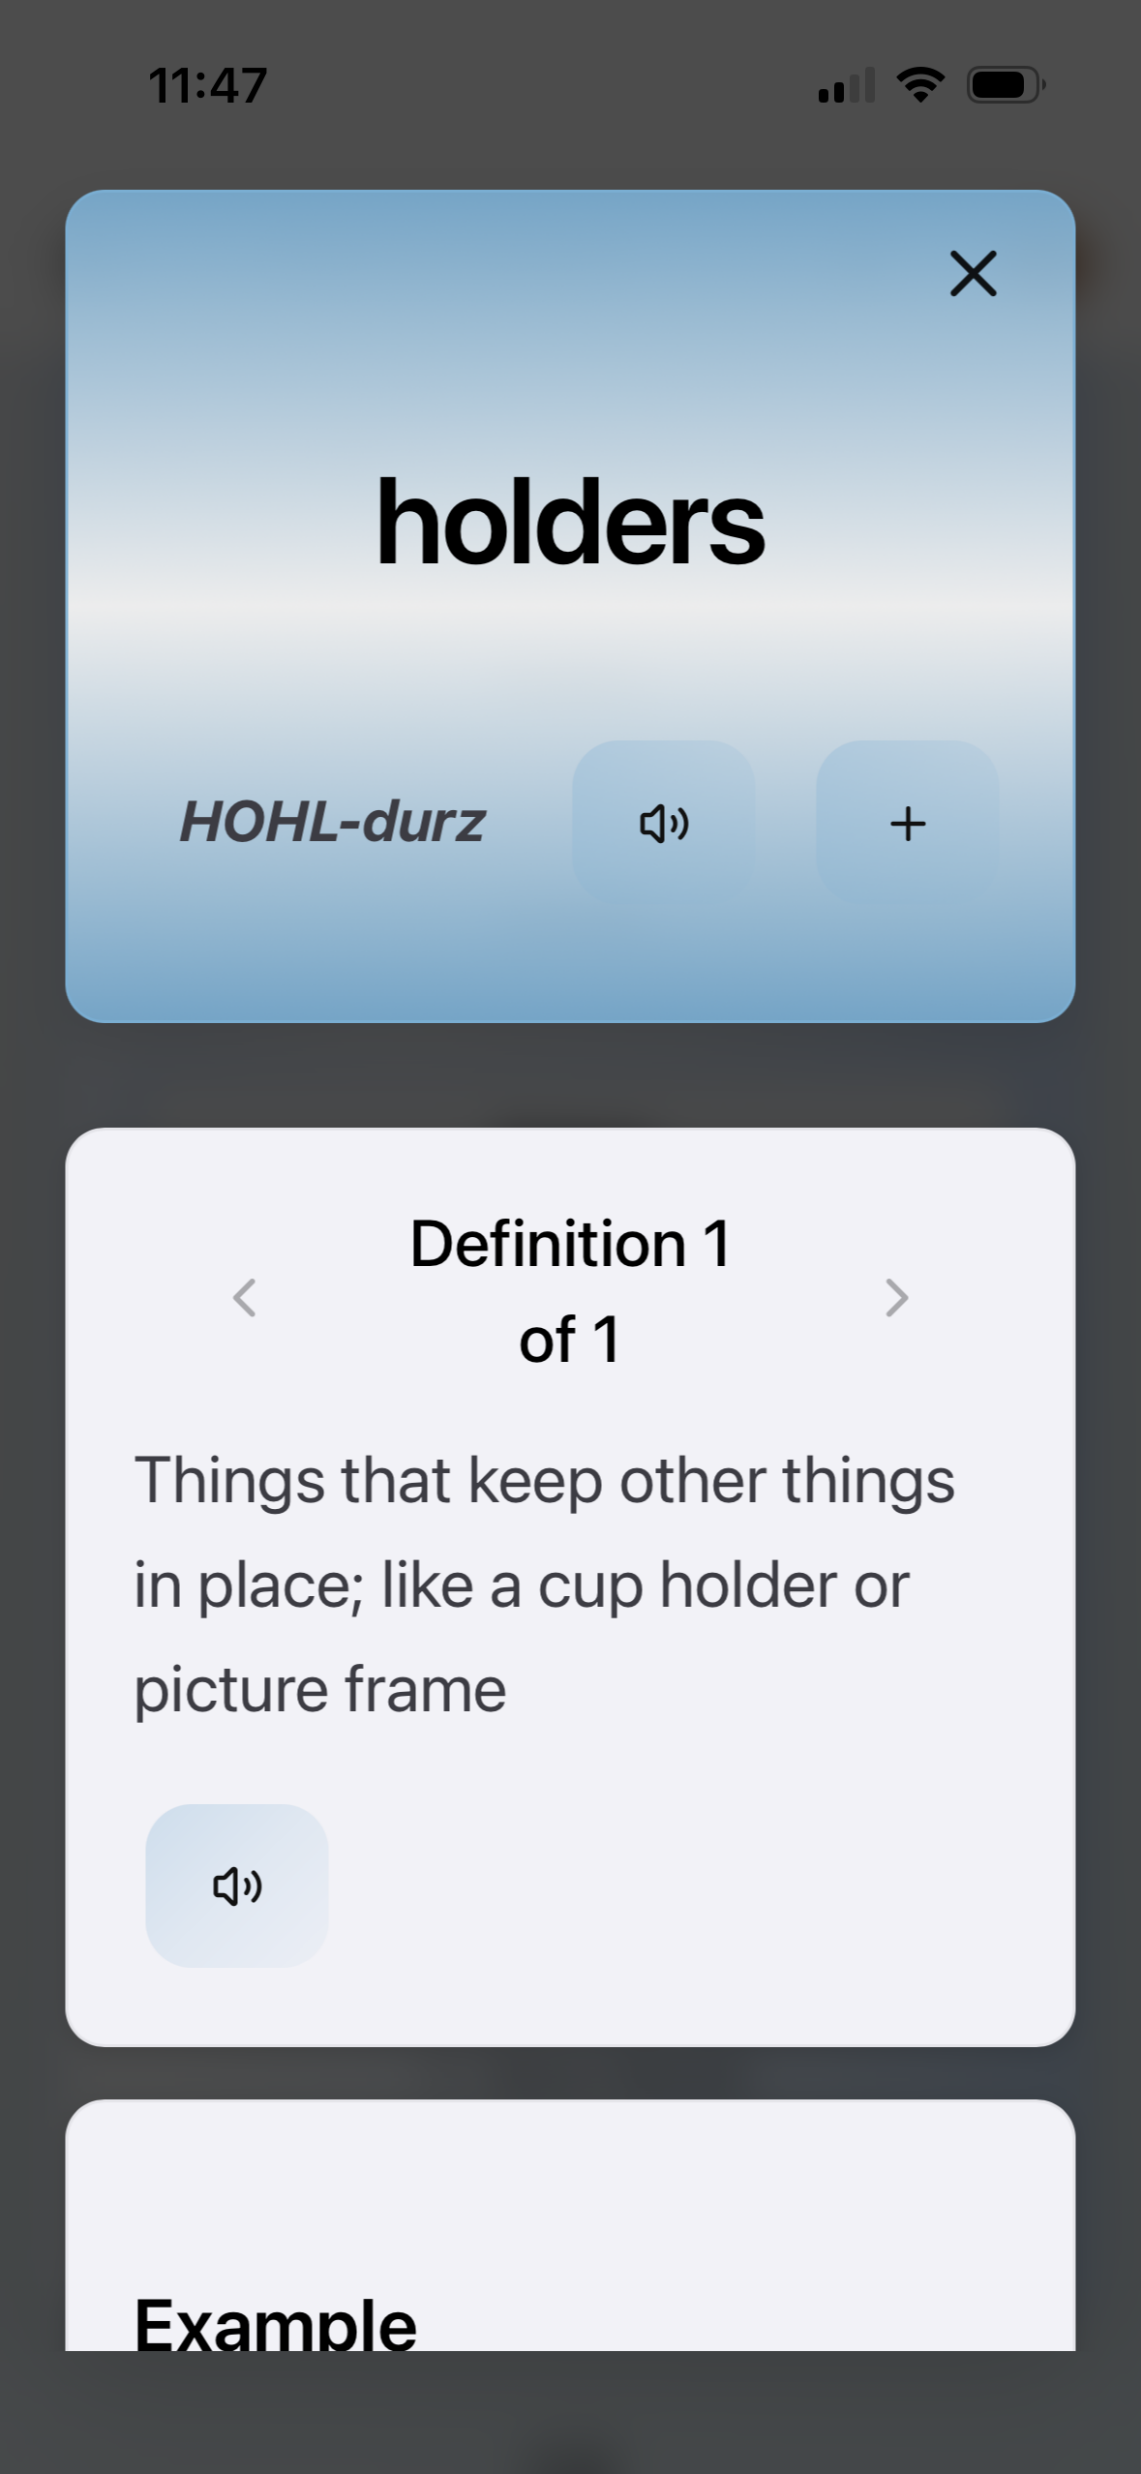 11:47
holders
HOHL-durz
Definition 1
of 1
Things that keep other things
in place; like a cup holder or
picture frame
Example